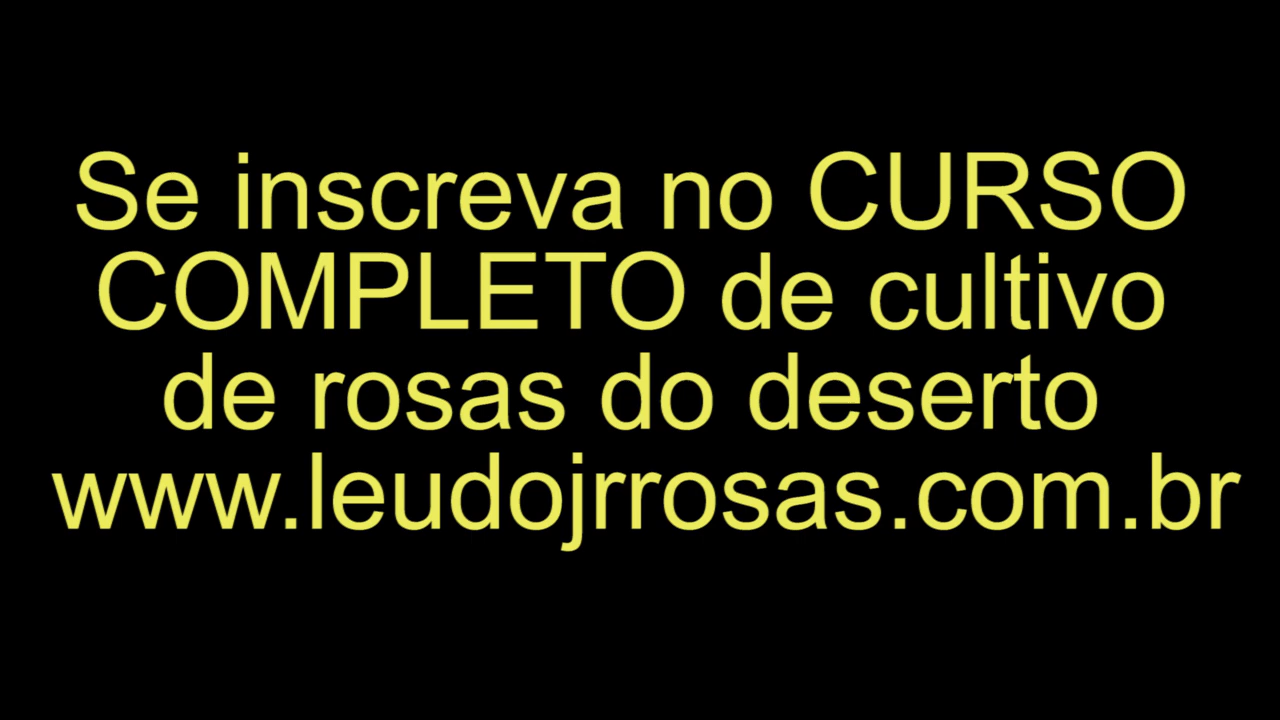 Se inscreva no CURSO
COMPLETO de cultivo
de rosas do deserto
www.leudojrrosas.com.br